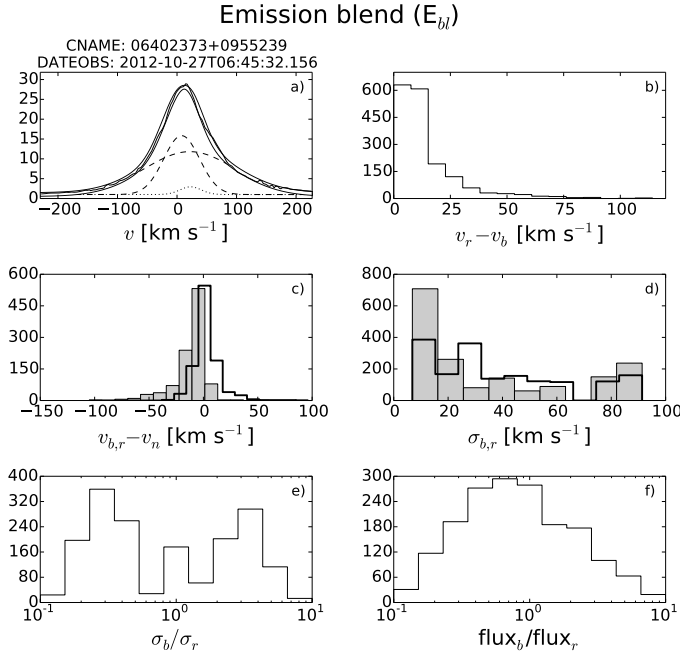 Emission blend (E_bl)
CNAME: 06402373+0955239
DATEOBS: 2012-10-27T06:45:32.156
a)
30
25
20
15
10
5
0
−200 −100 0 100 200
v [km s⁻¹]
b)
600
450
300
150
0
0 25 50 75 100
v_r−v_b [km s⁻¹]
c)
600
450
300
150
0
−150 −100 −50 0 50 100
v_b,r−v_n [km s⁻¹]
d)
800
600
400
200
0
0 20 40 60 80 100
σ_b,r [km s⁻¹]
e)
400
320
240
160
80
0
10⁻¹ 10⁰ 10¹
σ_b/σ_r
f)
300
240
180
120
60
0
10⁻¹ 10⁰ 10¹
flux_b/flux_r